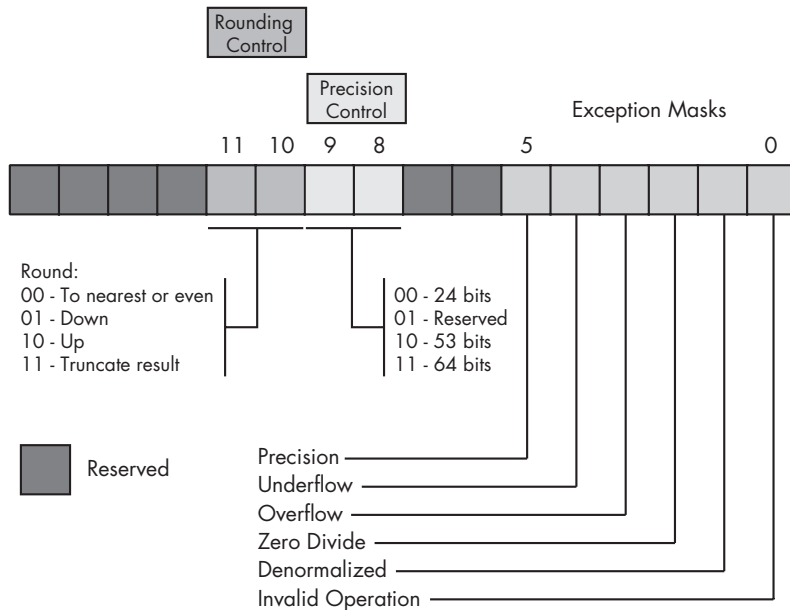 Rounding
Control
Precision
Control
Exception Masks
11 10 9 8 5 0
Round:
00 - To nearest or even
01 - Down
10 - Up
11 - Truncate result
00 - 24 bits
01 - Reserved
10 - 53 bits
11 - 64 bits
Reserved
Precision
Underflow
Overflow
Zero Divide
Denormalized
Invalid Operation